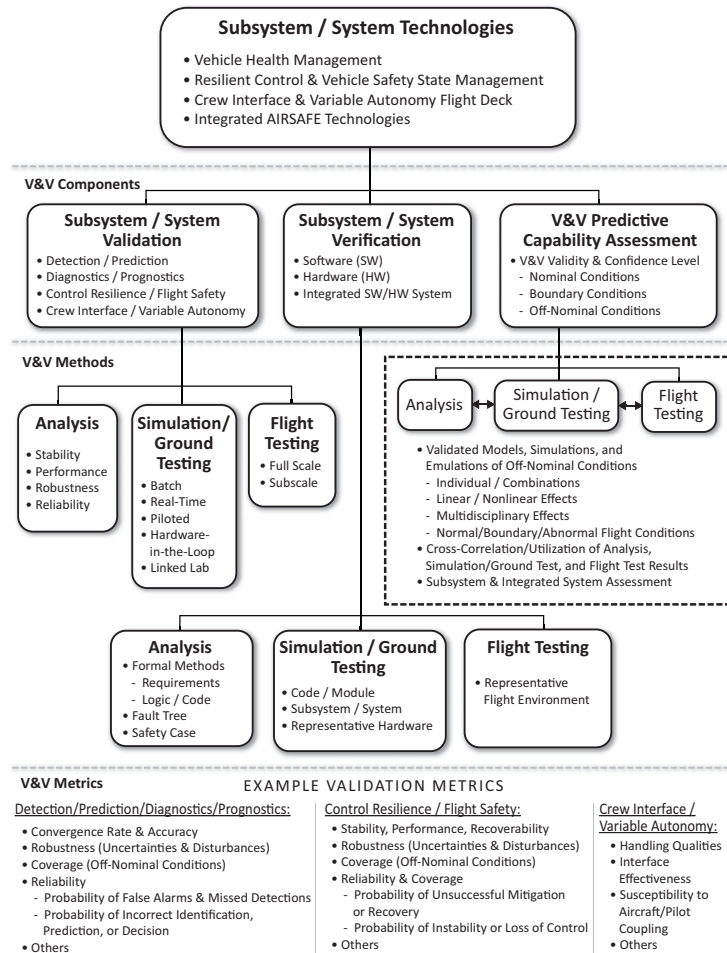 Subsystem / System Technologies
• Vehicle Health Management
• Resilient Control & Vehicle Safety State Management
• Crew Interface & Variable Autonomy Flight Deck
• Integrated AIRSAFE Technologies
V&V Components
Subsystem / System
Validation
• Detection / Prediction
• Diagnostics / Prognostics
• Control Resilience / Flight Safety
• Crew Interface / Variable Autonomy
Subsystem / System
Verification
• Software (SW)
• Hardware (HW)
• Integrated SW/HW System
V&V Predictive
Capability Assessment
• V&V Validity & Confidence Level
- Nominal Conditions
- Boundary Conditions
- Off-Nominal Conditions
V&V Methods
Analysis
• Stability
• Performance
• Robustness
• Reliability
Simulation/
Ground
Testing
• Batch
• Real-Time
• Piloted
• Hardware-
in-the-Loop
• Linked Lab
Flight
Testing
• Full Scale
• Subscale
Analysis
Simulation /
Ground Testing
Flight
Testing
• Validated Models, Simulations, and
Emulations of Off-Nominal Conditions
- Individual / Combinations
- Linear / Nonlinear Effects
- Multidisciplinary Effects
- Normal/Boundary/Abnormal Flight Conditions
• Cross-Correlation/Utilization of Analysis,
Simulation/Ground Test, and Flight Test Results
• Subsystem & Integrated System Assessment
Analysis
• Formal Methods
- Requirements
- Logic / Code
• Fault Tree
• Safety Case
Simulation / Ground
Testing
• Code / Module
• Subsystem / System
• Representative Hardware
Flight Testing
• Representative
Flight Environment
V&V Metrics
EXAMPLE VALIDATION METRICS
Detection/Prediction/Diagnostics/Prognostics:
• Convergence Rate & Accuracy
• Robustness (Uncertainties & Disturbances)
• Coverage (Off-Nominal Conditions)
• Reliability
- Probability of False Alarms & Missed Detections
- Probability of Incorrect Identification,
Prediction, or Decision
• Others
Control Resilience / Flight Safety:
• Stability, Performance, Recoverability
• Robustness (Uncertainties & Disturbances)
• Coverage (Off-Nominal Conditions)
• Reliability & Coverage
- Probability of Unsuccessful Mitigation
or Recovery
- Probability of Instability or Loss of Control
• Others
Crew Interface /
Variable Autonomy:
• Handling Qualities
• Interface
Effectiveness
• Susceptibility to
Aircraft/Pilot
Coupling
• Others